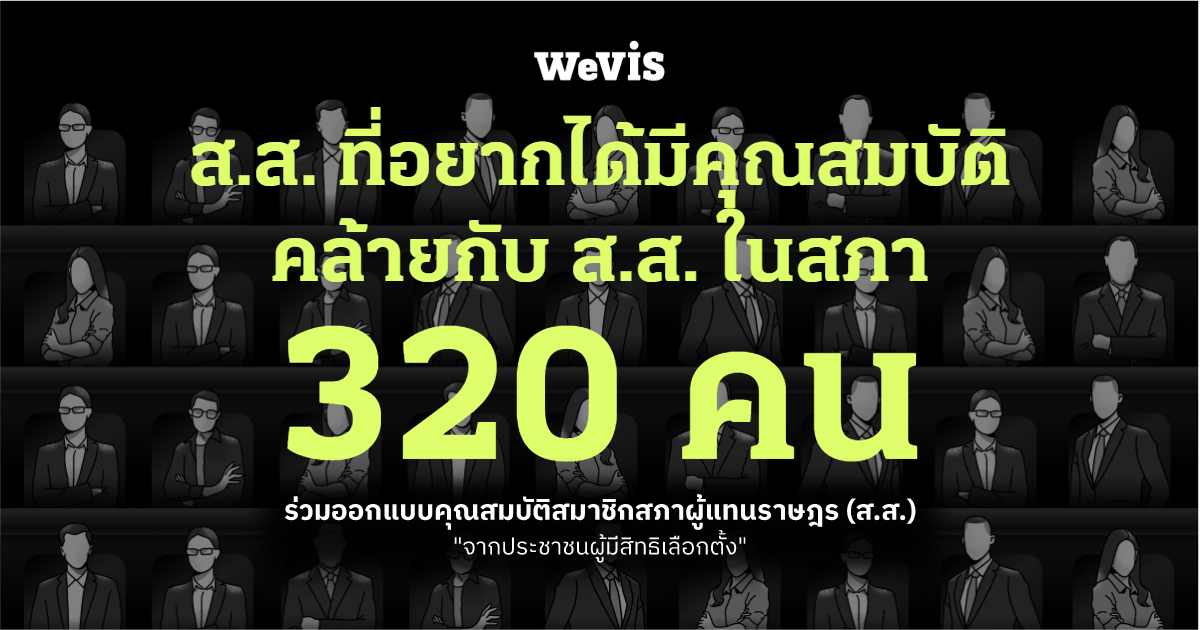 WeVIS
ส.ส. ที่อยากได้มีคุณสมบัติ
คล้ายกับ ส.ส. ในสภา
320 คน
ร่วมออกแบบคุณสมบัติสมาชิกสภาผู้แทนราษฎร (ส.ส.)
"จากประชาชนผู้มีสิทธิเลือกตั้ง"